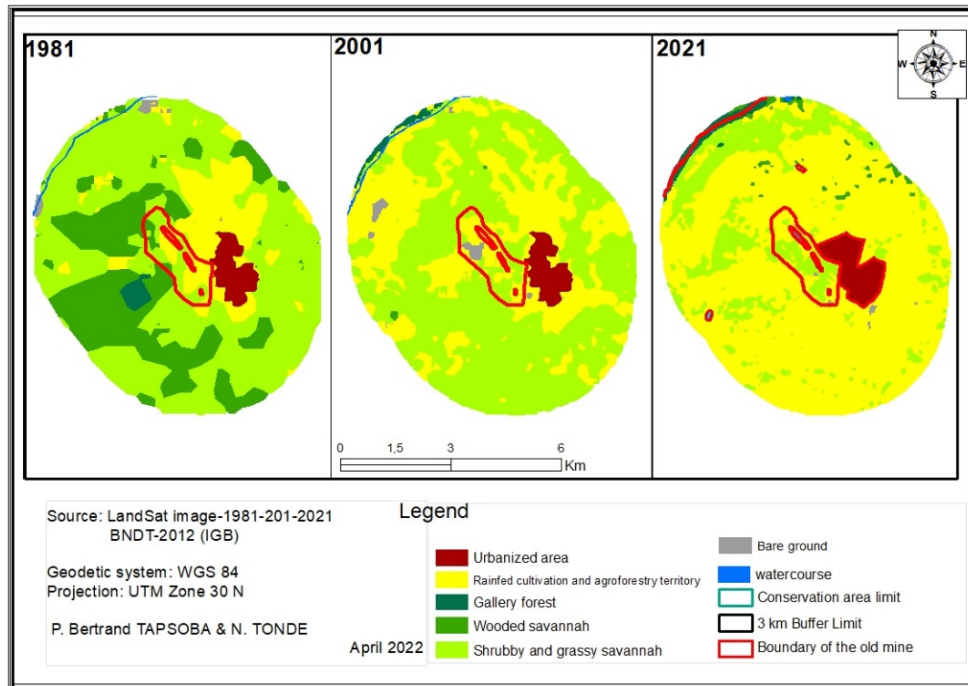 1981
2001
2021
N
W
E
S
0
1,5
3
6
Km
Source: LandSat image-1981-201-2021
BNDT-2012 (IGB)
Geodetic system: WGS 84
Projection: UTM Zone 30 N
P. Bertrand TAPSOBA & N. TONDE
April 2022
Legend
Urbanized area
Rainfed cultivation and agroforestry territory
Gallery forest
Wooded savannah
Shrubby and grassy savannah
Bare ground
watercourse
Conservation area limit
3 km Buffer Limit
Boundary of the old mine